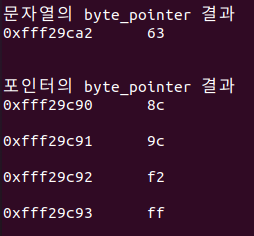 문자열의 byte_pointer 결과
0xfff29ca2 63
포인터의 byte_pointer 결과
0xfff29c90 8c
0xfff29c91 9c
0xfff29c92 f2
0xfff29c93 ff